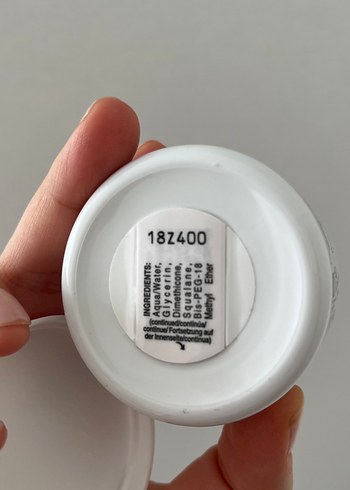 18Z400
INGREDIENTS:
Aqua/Water,
Glycerin,
Dimethicone,
Squalane,
Bis-PEG-18
Methyl Ether
(continued/continúa/
continue/ Fortsetzung auf
der Innenseite/continua)